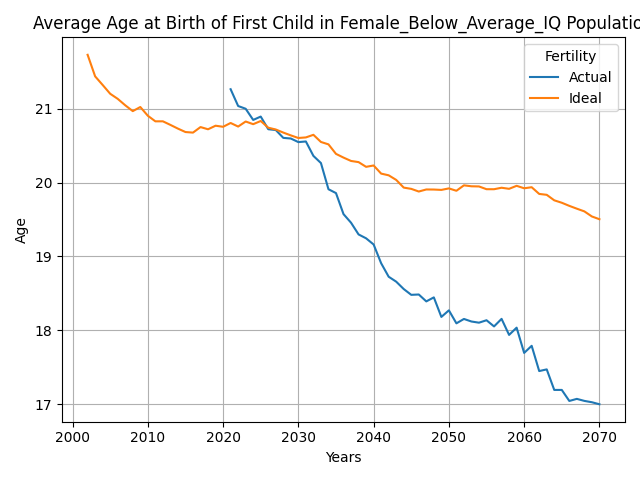 Average Age at Birth of First Child in Female_Below_Average_IQ Populatio
Fertility
Actual
Ideal
21
20
19
18
17
Age
2000 2010 2020 2030 2040 2050 2060 2070
Years